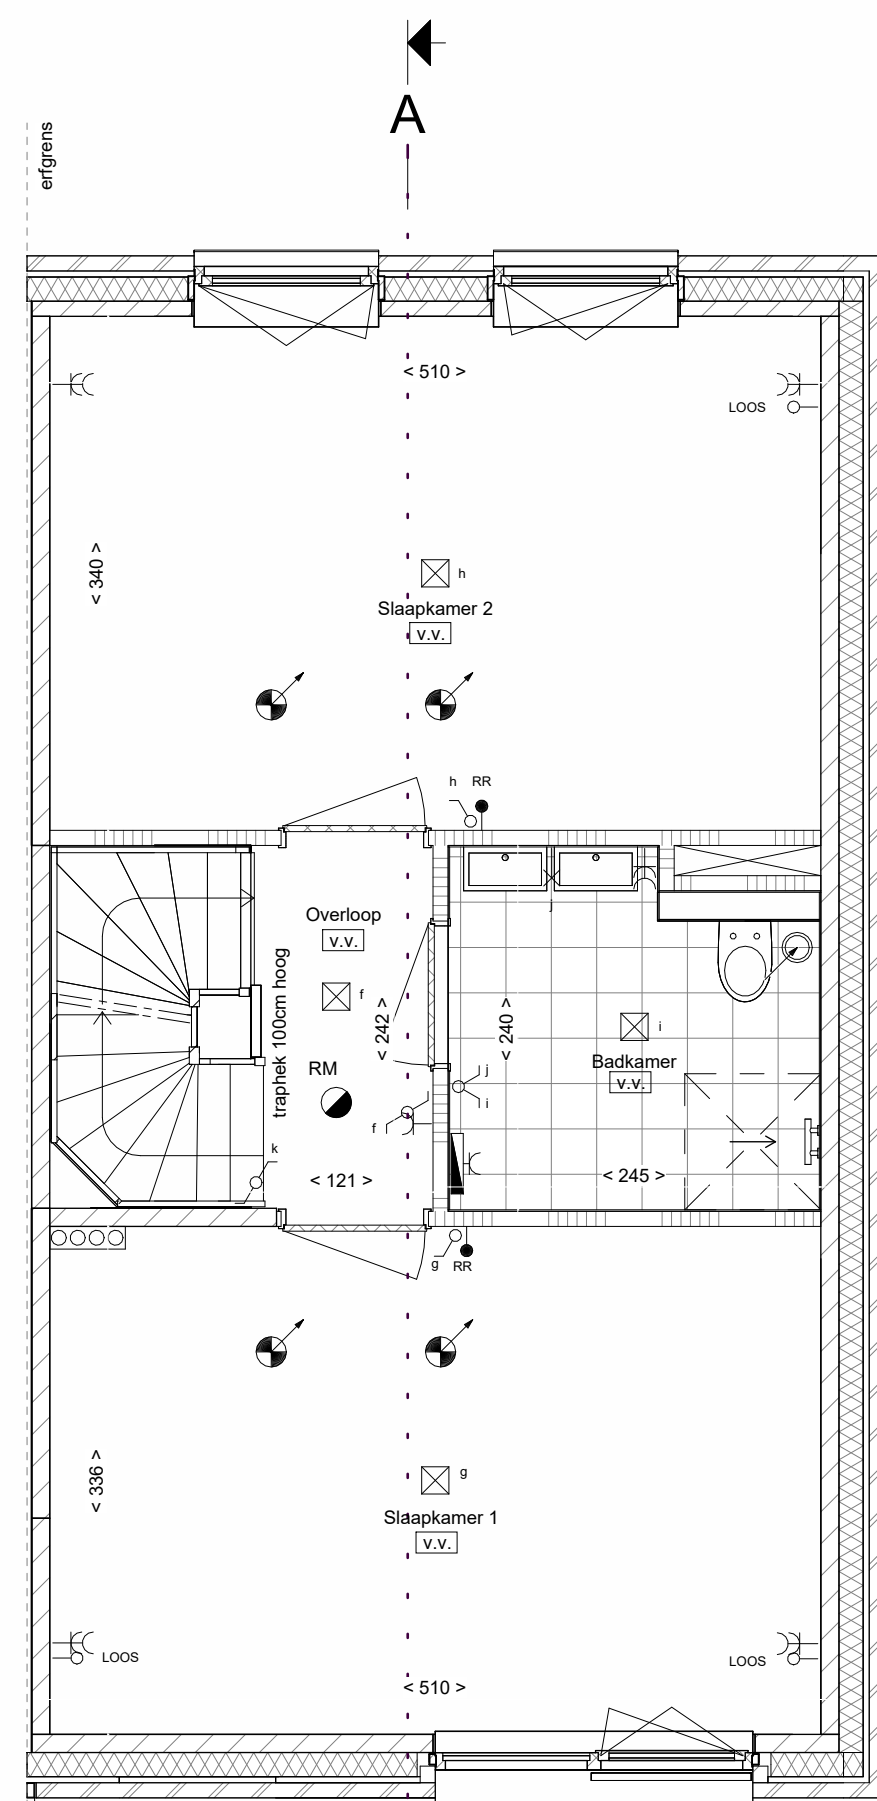 A
erfgrens
< 510 >
LOOS
< 340 >
h
Slaapkamer 2
v.v.
h RR
Overloop
v.v.
j
traphek 100cm hoog
f
< 242 >
< 240 >
i
Badkamer
v.v.
RM
j
i
f
k
< 121 >
< 245 >
g RR
< 336 >
g
Slaapkamer 1
v.v.
LOOS
LOOS
< 510 >